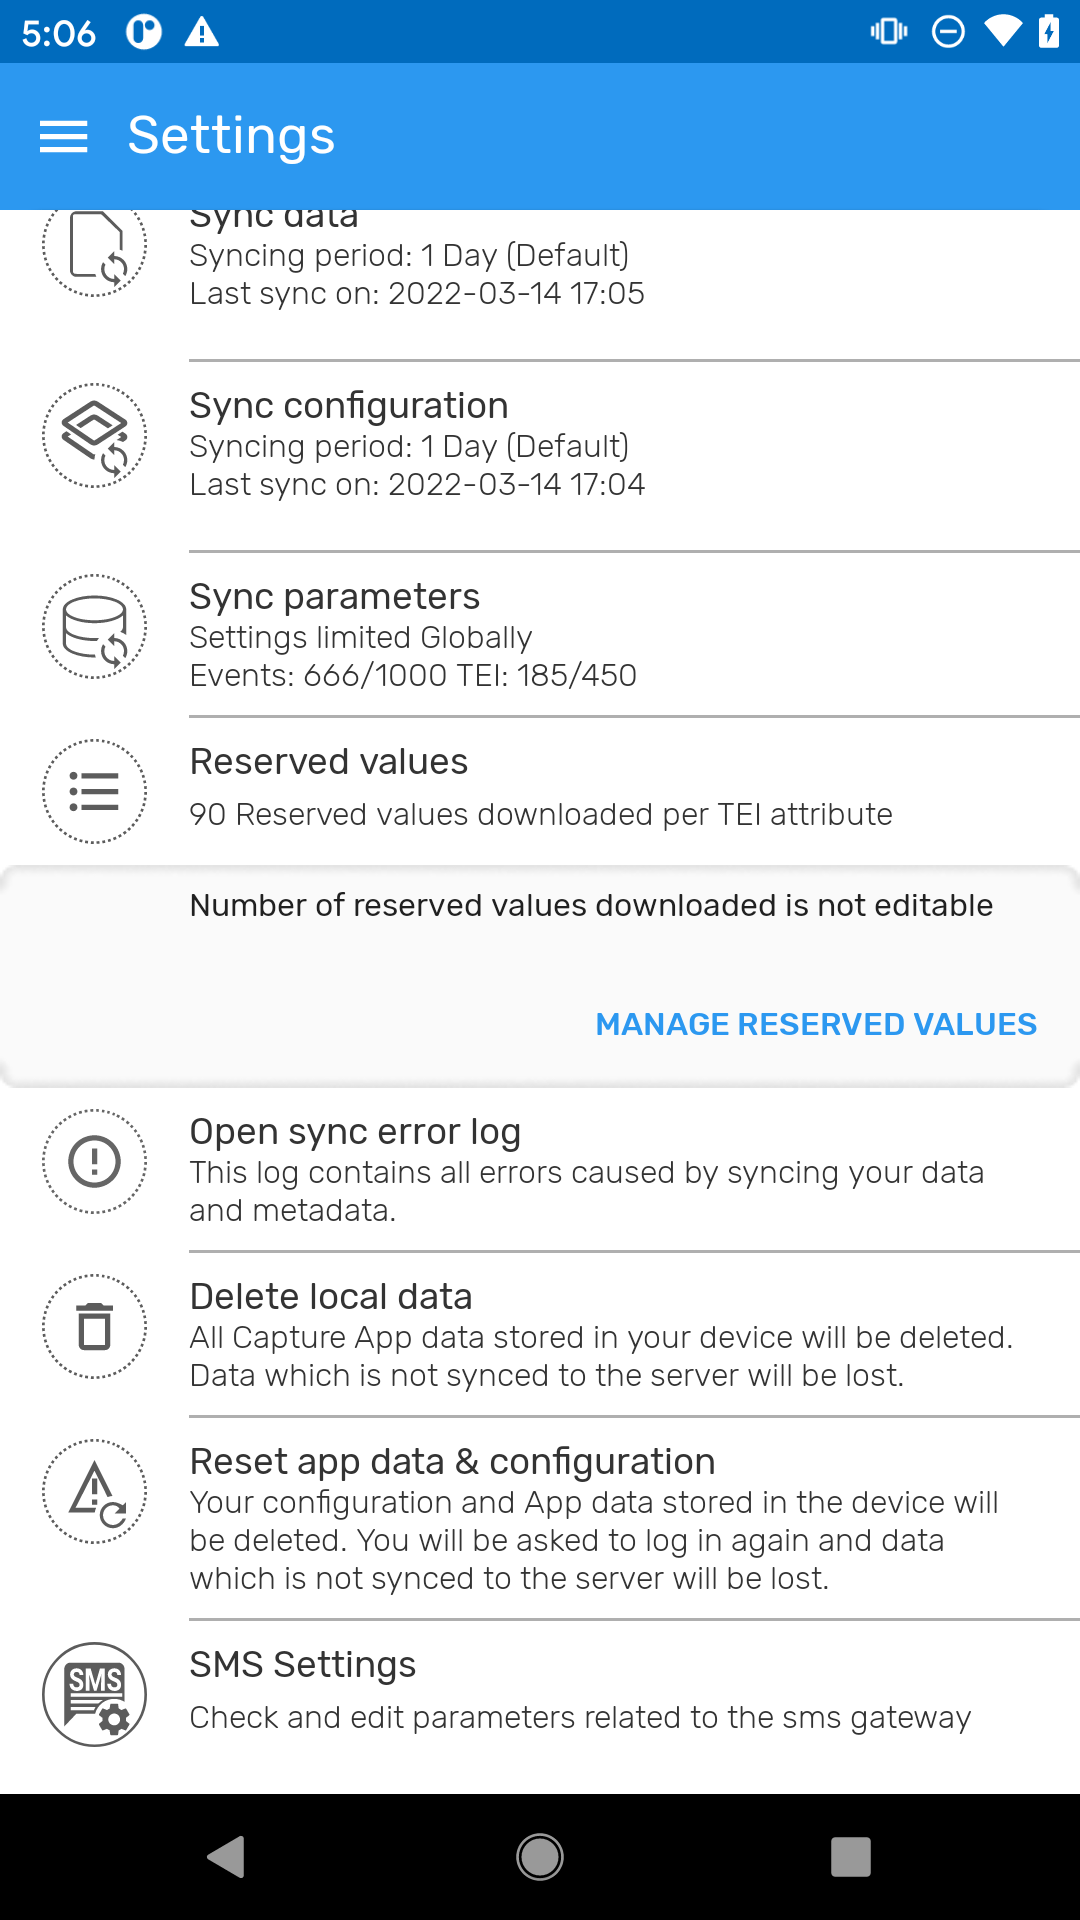 5:06
Settings
Sync data
Syncing period: 1 Day (Default)
Last sync on: 2022-03-14 17:05
Sync configuration
Syncing period: 1 Day (Default)
Last sync on: 2022-03-14 17:04
Sync parameters
Settings limited Globally
Events: 666/1000 TEI: 185/450
Reserved values
90 Reserved values downloaded per TEI attribute
Number of reserved values downloaded is not editable
MANAGE RESERVED VALUES
Open sync error log
This log contains all errors caused by syncing your data
and metadata.
Delete local data
All Capture App data stored in your device will be deleted.
Data which is not synced to the server will be lost.
Reset app data & configuration
Your configuration and App data stored in the device will
be deleted. You will be asked to log in again and data
which is not synced to the server will be lost.
SMS
SMS Settings
Check and edit parameters related to the sms gateway